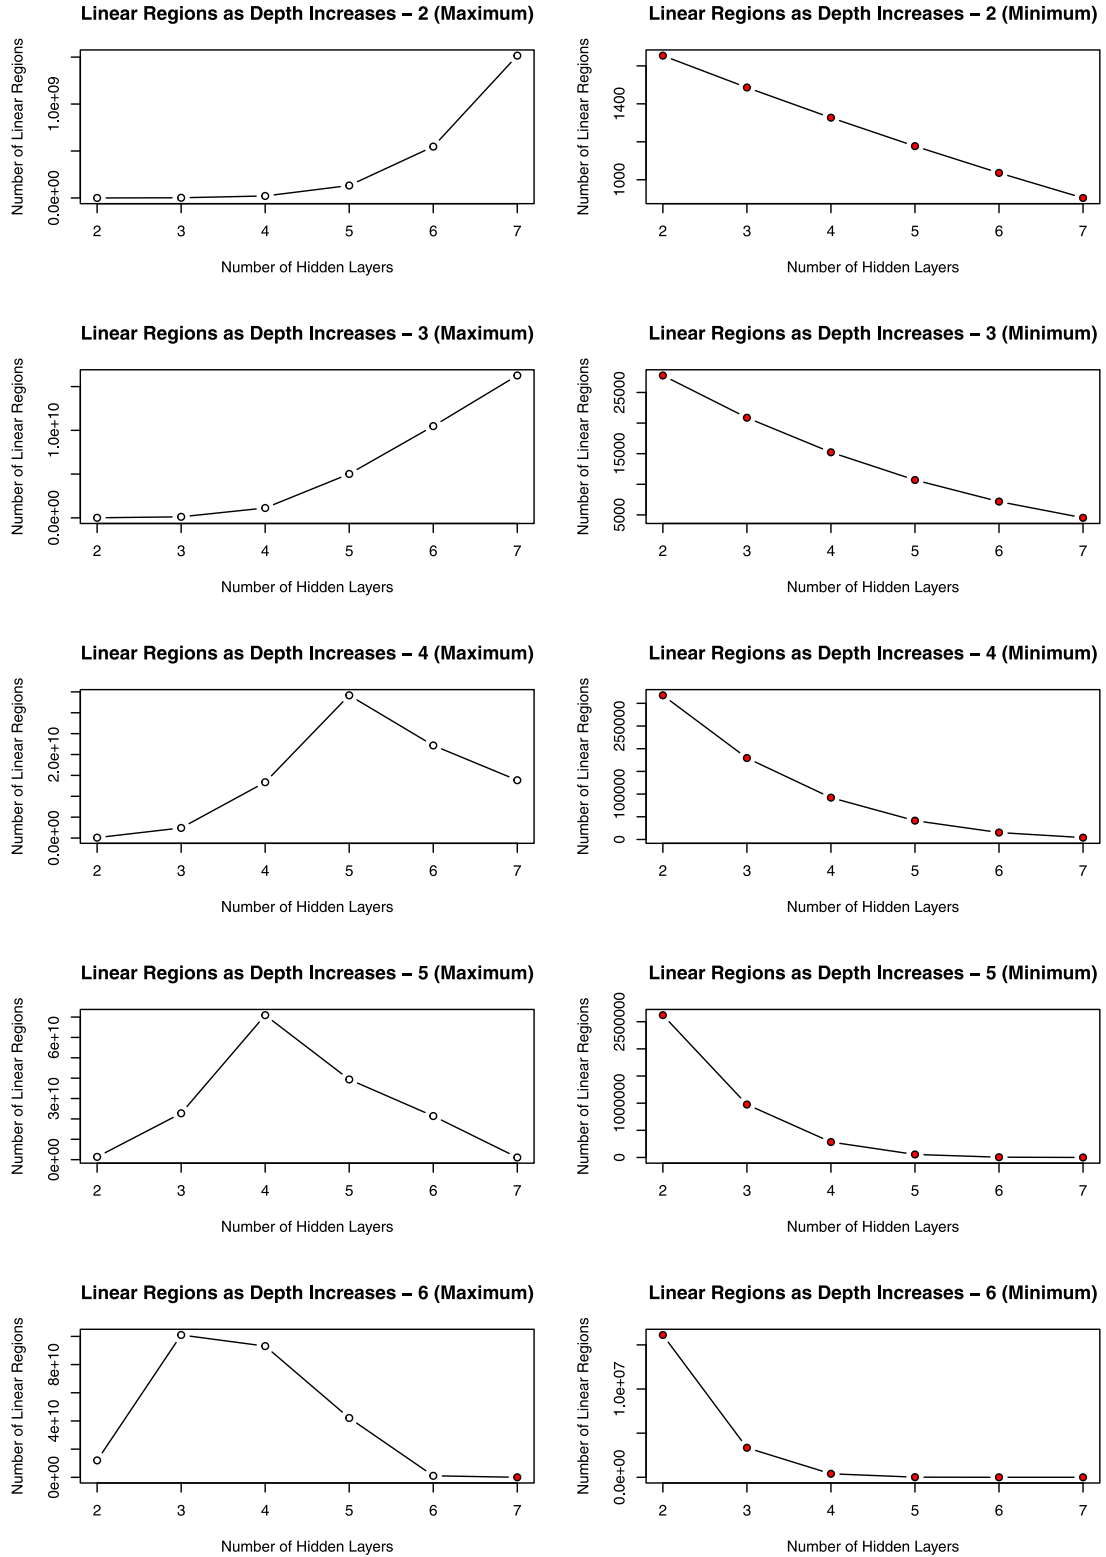 Linear Regions as Depth Increases − 2 (Maximum)
Number of Linear Regions
0.0e+00 1.0e+09
2 3 4 5 6 7
Number of Hidden Layers
Linear Regions as Depth Increases − 2 (Minimum)
Number of Linear Regions
1000 1400
2 3 4 5 6 7
Number of Hidden Layers
Linear Regions as Depth Increases − 3 (Maximum)
Number of Linear Regions
0.0e+00 1.0e+10
2 3 4 5 6 7
Number of Hidden Layers
Linear Regions as Depth Increases − 3 (Minimum)
Number of Linear Regions
5000 15000 25000
2 3 4 5 6 7
Number of Hidden Layers
Linear Regions as Depth Increases − 4 (Maximum)
Number of Linear Regions
0.0e+00 2.0e+10
2 3 4 5 6 7
Number of Hidden Layers
Linear Regions as Depth Increases − 4 (Minimum)
Number of Linear Regions
0 100000 250000
2 3 4 5 6 7
Number of Hidden Layers
Linear Regions as Depth Increases − 5 (Maximum)
Number of Linear Regions
0e+00 3e+10 6e+10
2 3 4 5 6 7
Number of Hidden Layers
Linear Regions as Depth Increases − 5 (Minimum)
Number of Linear Regions
0 1000000 2500000
2 3 4 5 6 7
Number of Hidden Layers
Linear Regions as Depth Increases − 6 (Maximum)
Number of Linear Regions
0e+00 4e+10 8e+10
2 3 4 5 6 7
Number of Hidden Layers
Linear Regions as Depth Increases − 6 (Minimum)
Number of Linear Regions
0.0e+00 1.0e+07
2 3 4 5 6 7
Number of Hidden Layers